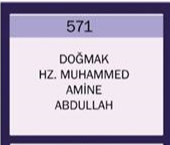 571
DOĞMAK
HZ. MUHAMMED
AMİNE
ABDULLAH